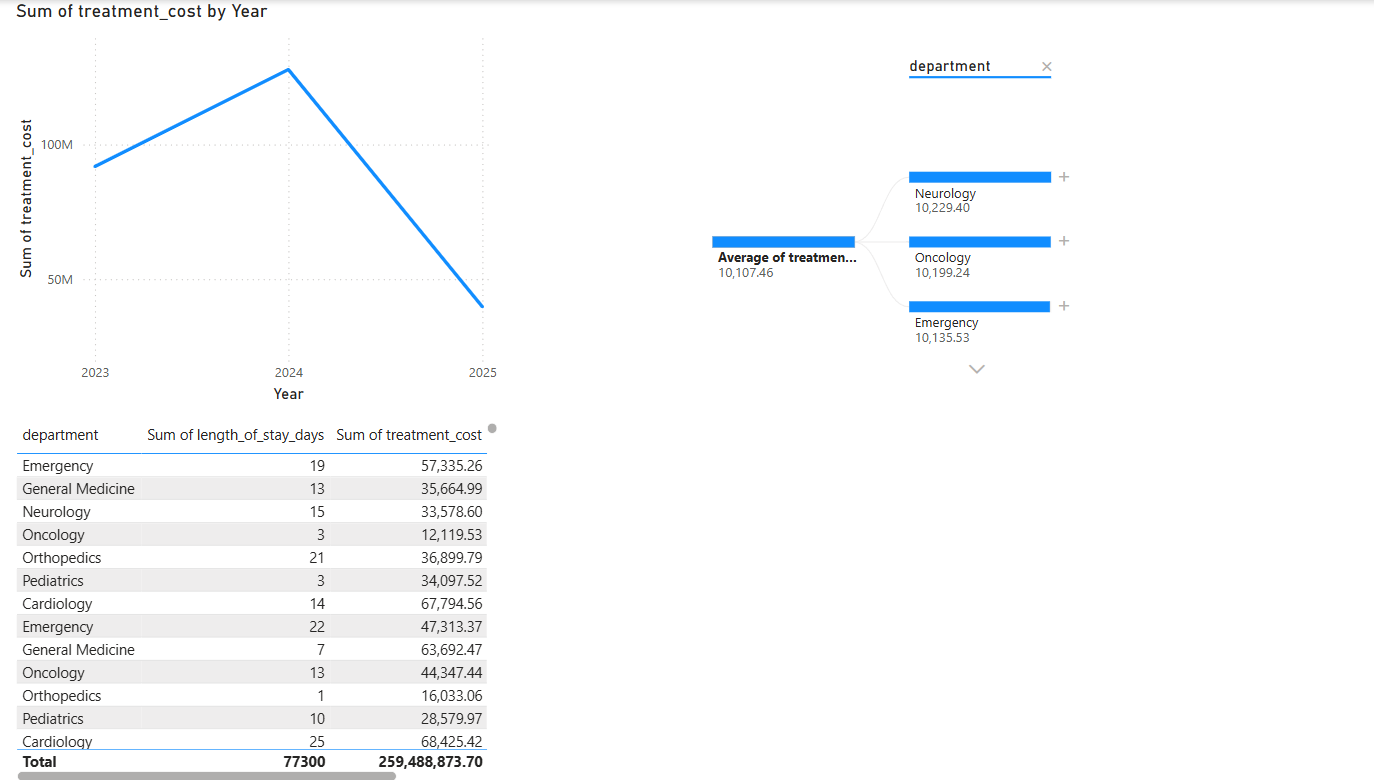 Sum of treatment_cost by Year
Sum of treatment_cost
100M
50M
2023 2024 2025
Year
department
Neurology
10,229.40
Average of treatmen...
10,107.46
Oncology
10,199.24
Emergency
10,135.53
department Sum of length_of_stay_days Sum of treatment_cost
Emergency 19 57,335.26
General Medicine 13 35,664.99
Neurology 15 33,578.60
Oncology 3 12,119.53
Orthopedics 21 36,899.79
Pediatrics 3 34,097.52
Cardiology 14 67,794.56
Emergency 22 47,313.37
General Medicine 7 63,692.47
Oncology 13 44,347.44
Orthopedics 1 16,033.06
Pediatrics 10 28,579.97
Cardiology 25 68,425.42
Total 77300 259,488,873.70